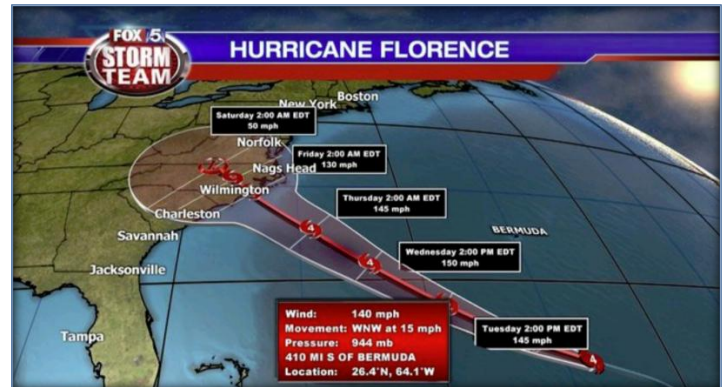 FOX 5
STORM
TEAM
HURRICANE FLORENCE
Boston
New York
Saturday 2:00 AM EDT
50 mph
Norfolk
Friday 2:00 AM EDT
130 mph
Nags Head
Wilmington
Thursday 2:00 AM EDT
145 mph
Charleston
4
BERMUDA
Savannah
Wednesday 2:00 PM EDT
150 mph
4
Jacksonville
Wind: 140 mph
Movement: WNW at 15 mph
Pressure: 944 mb
410 MI S OF BERMUDA
Location: 26.4°N, 64.1°W
Tuesday 2:00 PM EDT
145 mph
Tampa
4